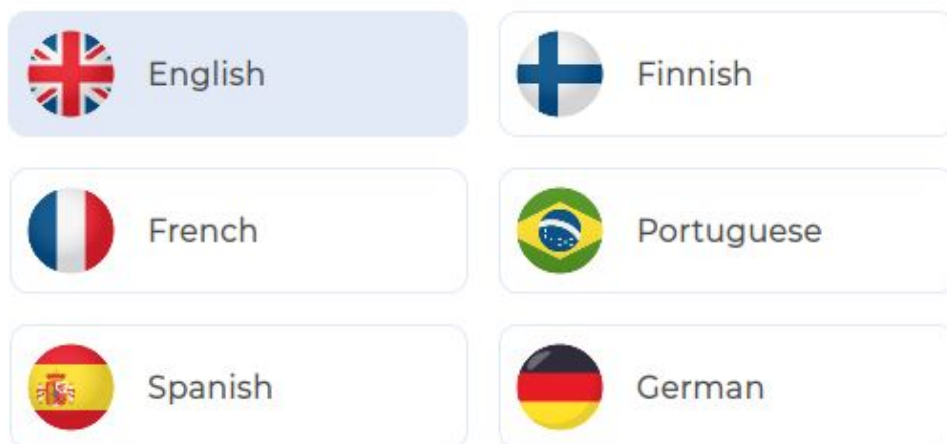 English
Finnish
French
Portuguese
Spanish
German